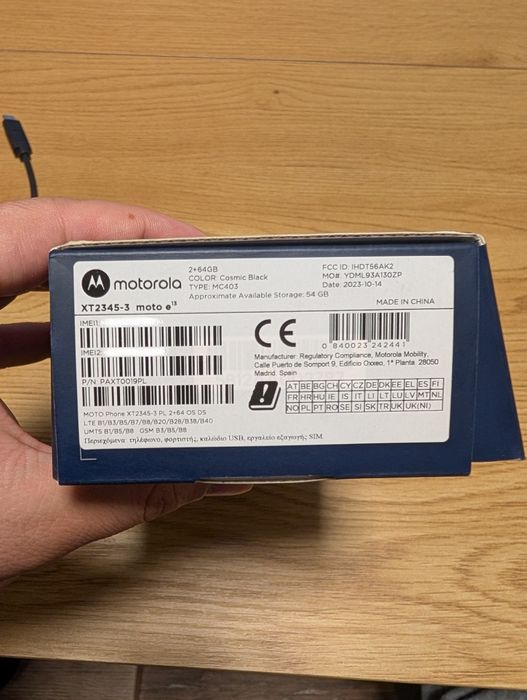 motorola
2+64GB
COLOR: Cosmic Black
TYPE: MC403
Approximate Available Storage: 54 GB
FCC ID: IHDT56AK2
MO#: YDML93A130ZP
Date: 2023-10-14
XT2345-3 moto e¹³
MADE IN CHINA
IMEI1:
IMEI2:
P/N: PAXT0019PL
CE
0 840023 242441
Manufacturer: Regulatory Compliance, Motorola Mobility,
Calle Puerto de Somport 9, Edificio Oxxeo, 1ª Planta. 28050
Madrid. Spain
AT BE BG CH CY CZ DE DK EE EL ES FI
FR HR HU IE IS IT LI LT LU LV MT NL
NO PL PT RO SE SI SK TR UK UK(NI)
MOTO Phone XT2345-3 PL 2+64 OS DS
LTE B1/B3/B5/B7/B8/B20/B28/B38/B40
UMTS B1/B5/B8 GSM B3/B5/B8
Περιεχόμενα: τηλέφωνο, φορτιστής, καλώδιο USB, εργαλείο εξαγωγής SIM.